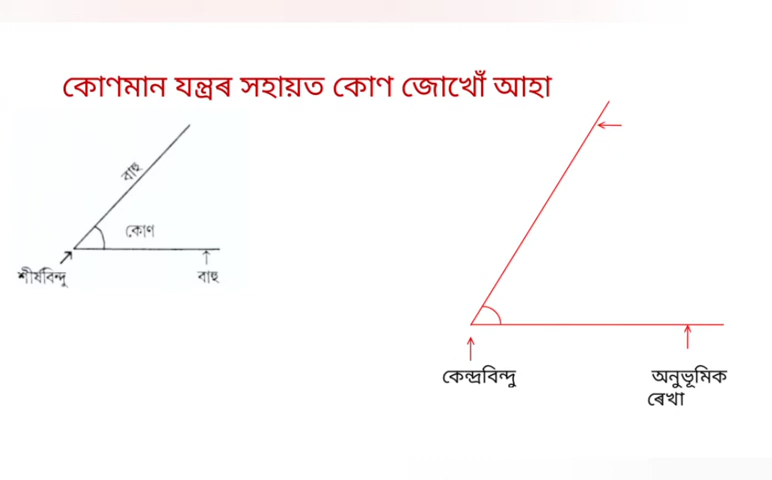 কোণমান যন্ত্ৰৰ সহায়ত কোণ জোখোঁ আহা
বাহু
কোণ
শীৰ্ষবিন্দু
বাহু
কেন্দ্ৰবিন্দু
অনুভূমিক
ৰেখা